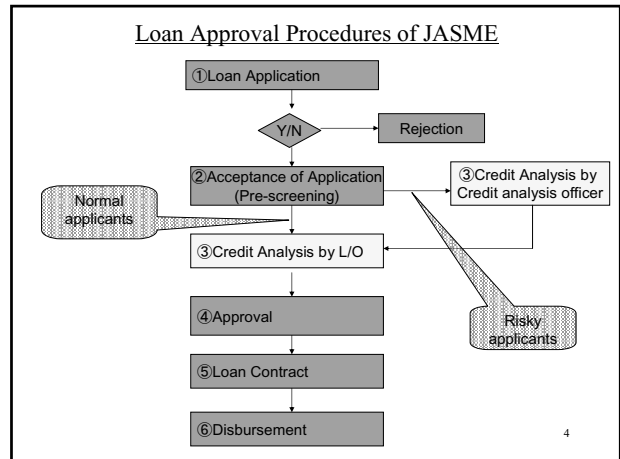 Loan Approval Procedures of JASME
①Loan Application
Y/N
Rejection
②Acceptance of Application
(Pre-screening)
③Credit Analysis by
Credit analysis officer
Normal
applicants
③Credit Analysis by L/O
④Approval
Risky
applicants
⑤Loan Contract
⑥Disbursement
4